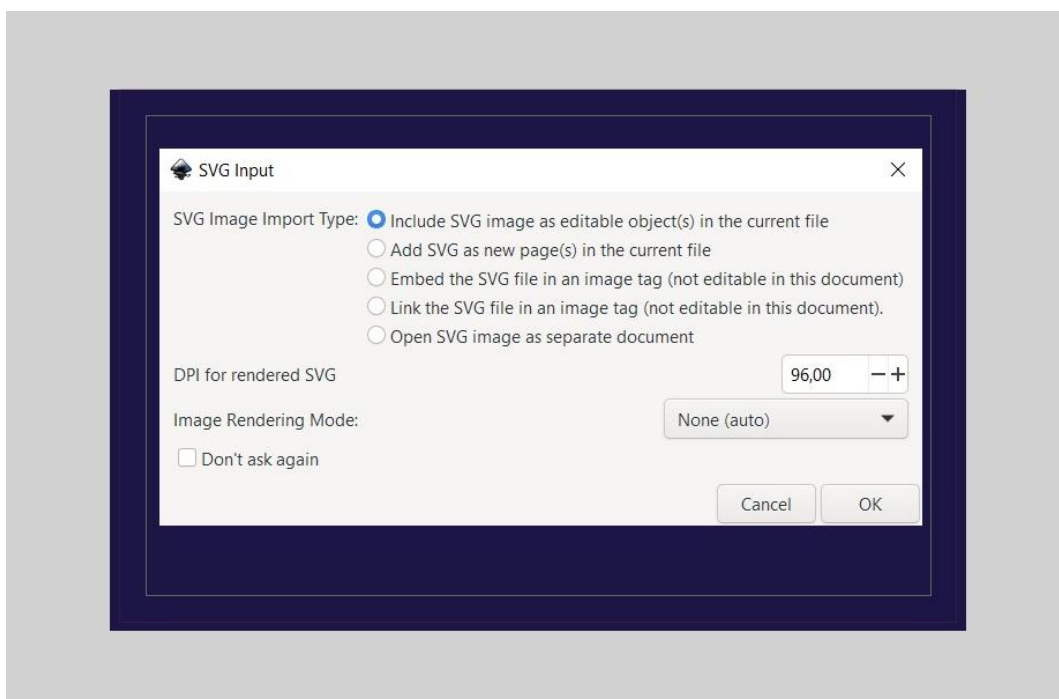 SVG Input
SVG Image Import Type: Include SVG image as editable object(s) in the current file
Add SVG as new page(s) in the current file
Embed the SVG file in an image tag (not editable in this document)
Link the SVG file in an image tag (not editable in this document).
Open SVG image as separate document
DPI for rendered SVG 96,00
Image Rendering Mode: None (auto)
Don't ask again
Cancel OK